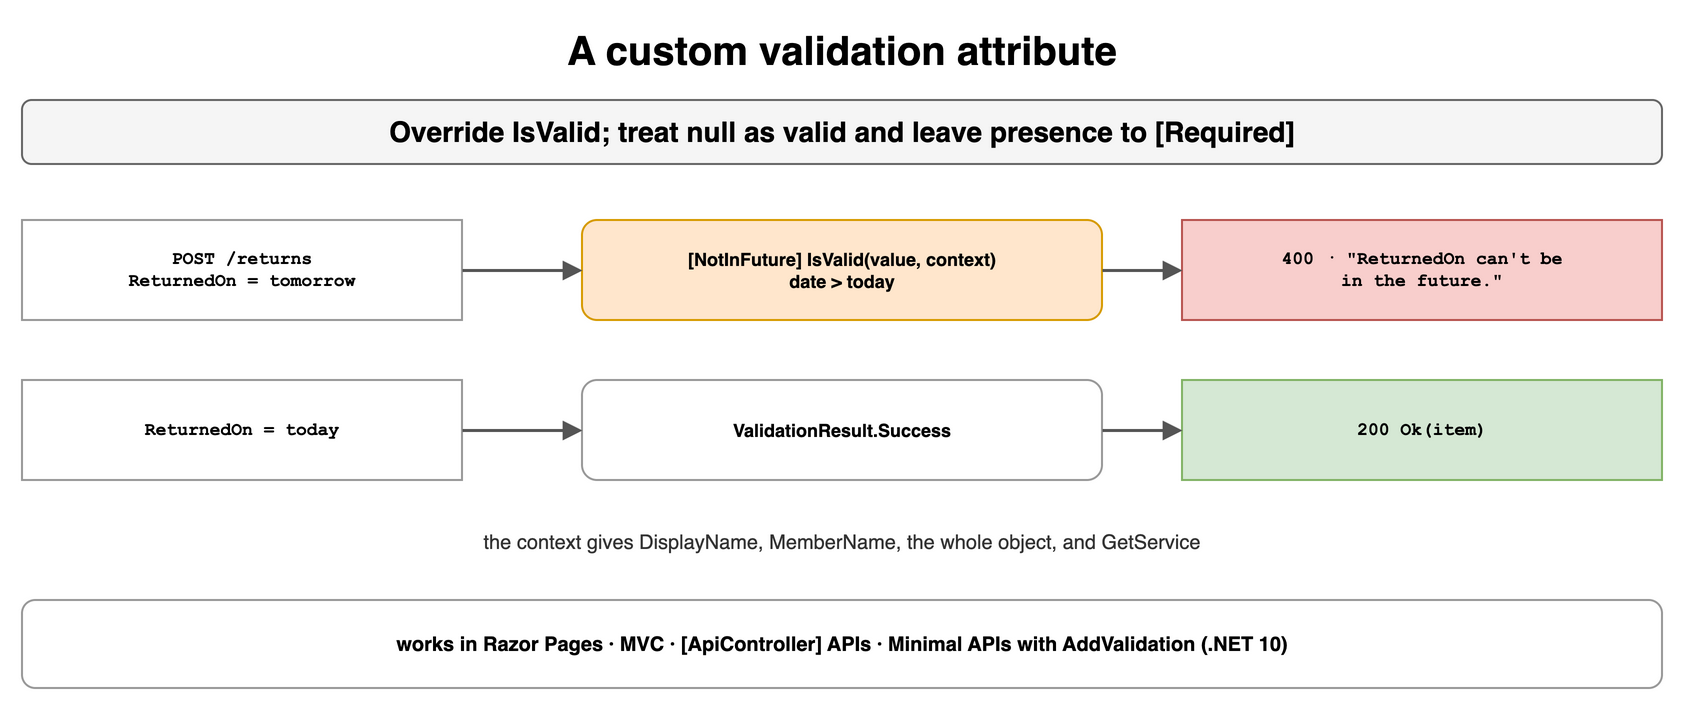 A custom validation attribute
Override IsValid; treat null as valid and leave presence to [Required]
POST /returns
ReturnedOn = tomorrow
[NotInFuture] IsValid(value, context)
date > today
400 · "ReturnedOn can't be
in the future."
ReturnedOn = today
ValidationResult.Success
200 Ok(item)
the context gives DisplayName, MemberName, the whole object, and GetService
works in Razor Pages · MVC · [ApiController] APIs · Minimal APIs with AddValidation (.NET 10)